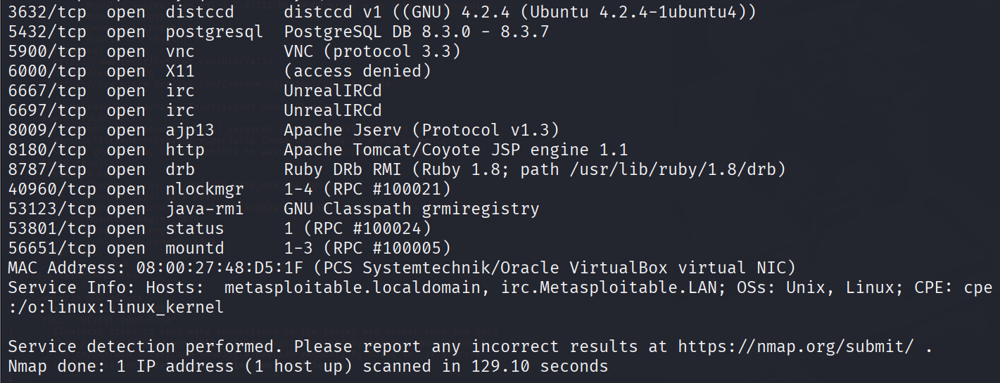 3632/tcp open distccd distccd v1 ((GNU) 4.2.4 (Ubuntu 4.2.4-1ubuntu4))
5432/tcp open postgresql PostgreSQL DB 8.3.0 - 8.3.7
5900/tcp open vnc VNC (protocol 3.3)
6000/tcp open X11 (access denied)
6667/tcp open irc UnrealIRCd
6697/tcp open irc UnrealIRCd
8009/tcp open ajp13 Apache Jserv (Protocol v1.3)
8180/tcp open http Apache Tomcat/Coyote JSP engine 1.1
8787/tcp open drb Ruby DRb RMI (Ruby 1.8; path /usr/lib/ruby/1.8/drb)
40960/tcp open nlockmgr 1-4 (RPC #100021)
53123/tcp open java-rmi GNU Classpath grmiregistry
53801/tcp open status 1 (RPC #100024)
56651/tcp open mountd 1-3 (RPC #100005)
MAC Address: 08:00:27:48:D5:1F (PCS Systemtechnik/Oracle VirtualBox virtual NIC)
Service Info: Hosts: metasploitable.localdomain, irc.Metasploitable.LAN; OSs: Unix, Linux; CPE: cpe
:/o:linux:linux_kernel
Service detection performed. Please report any incorrect results at https://nmap.org/submit/ .
Nmap done: 1 IP address (1 host up) scanned in 129.10 seconds